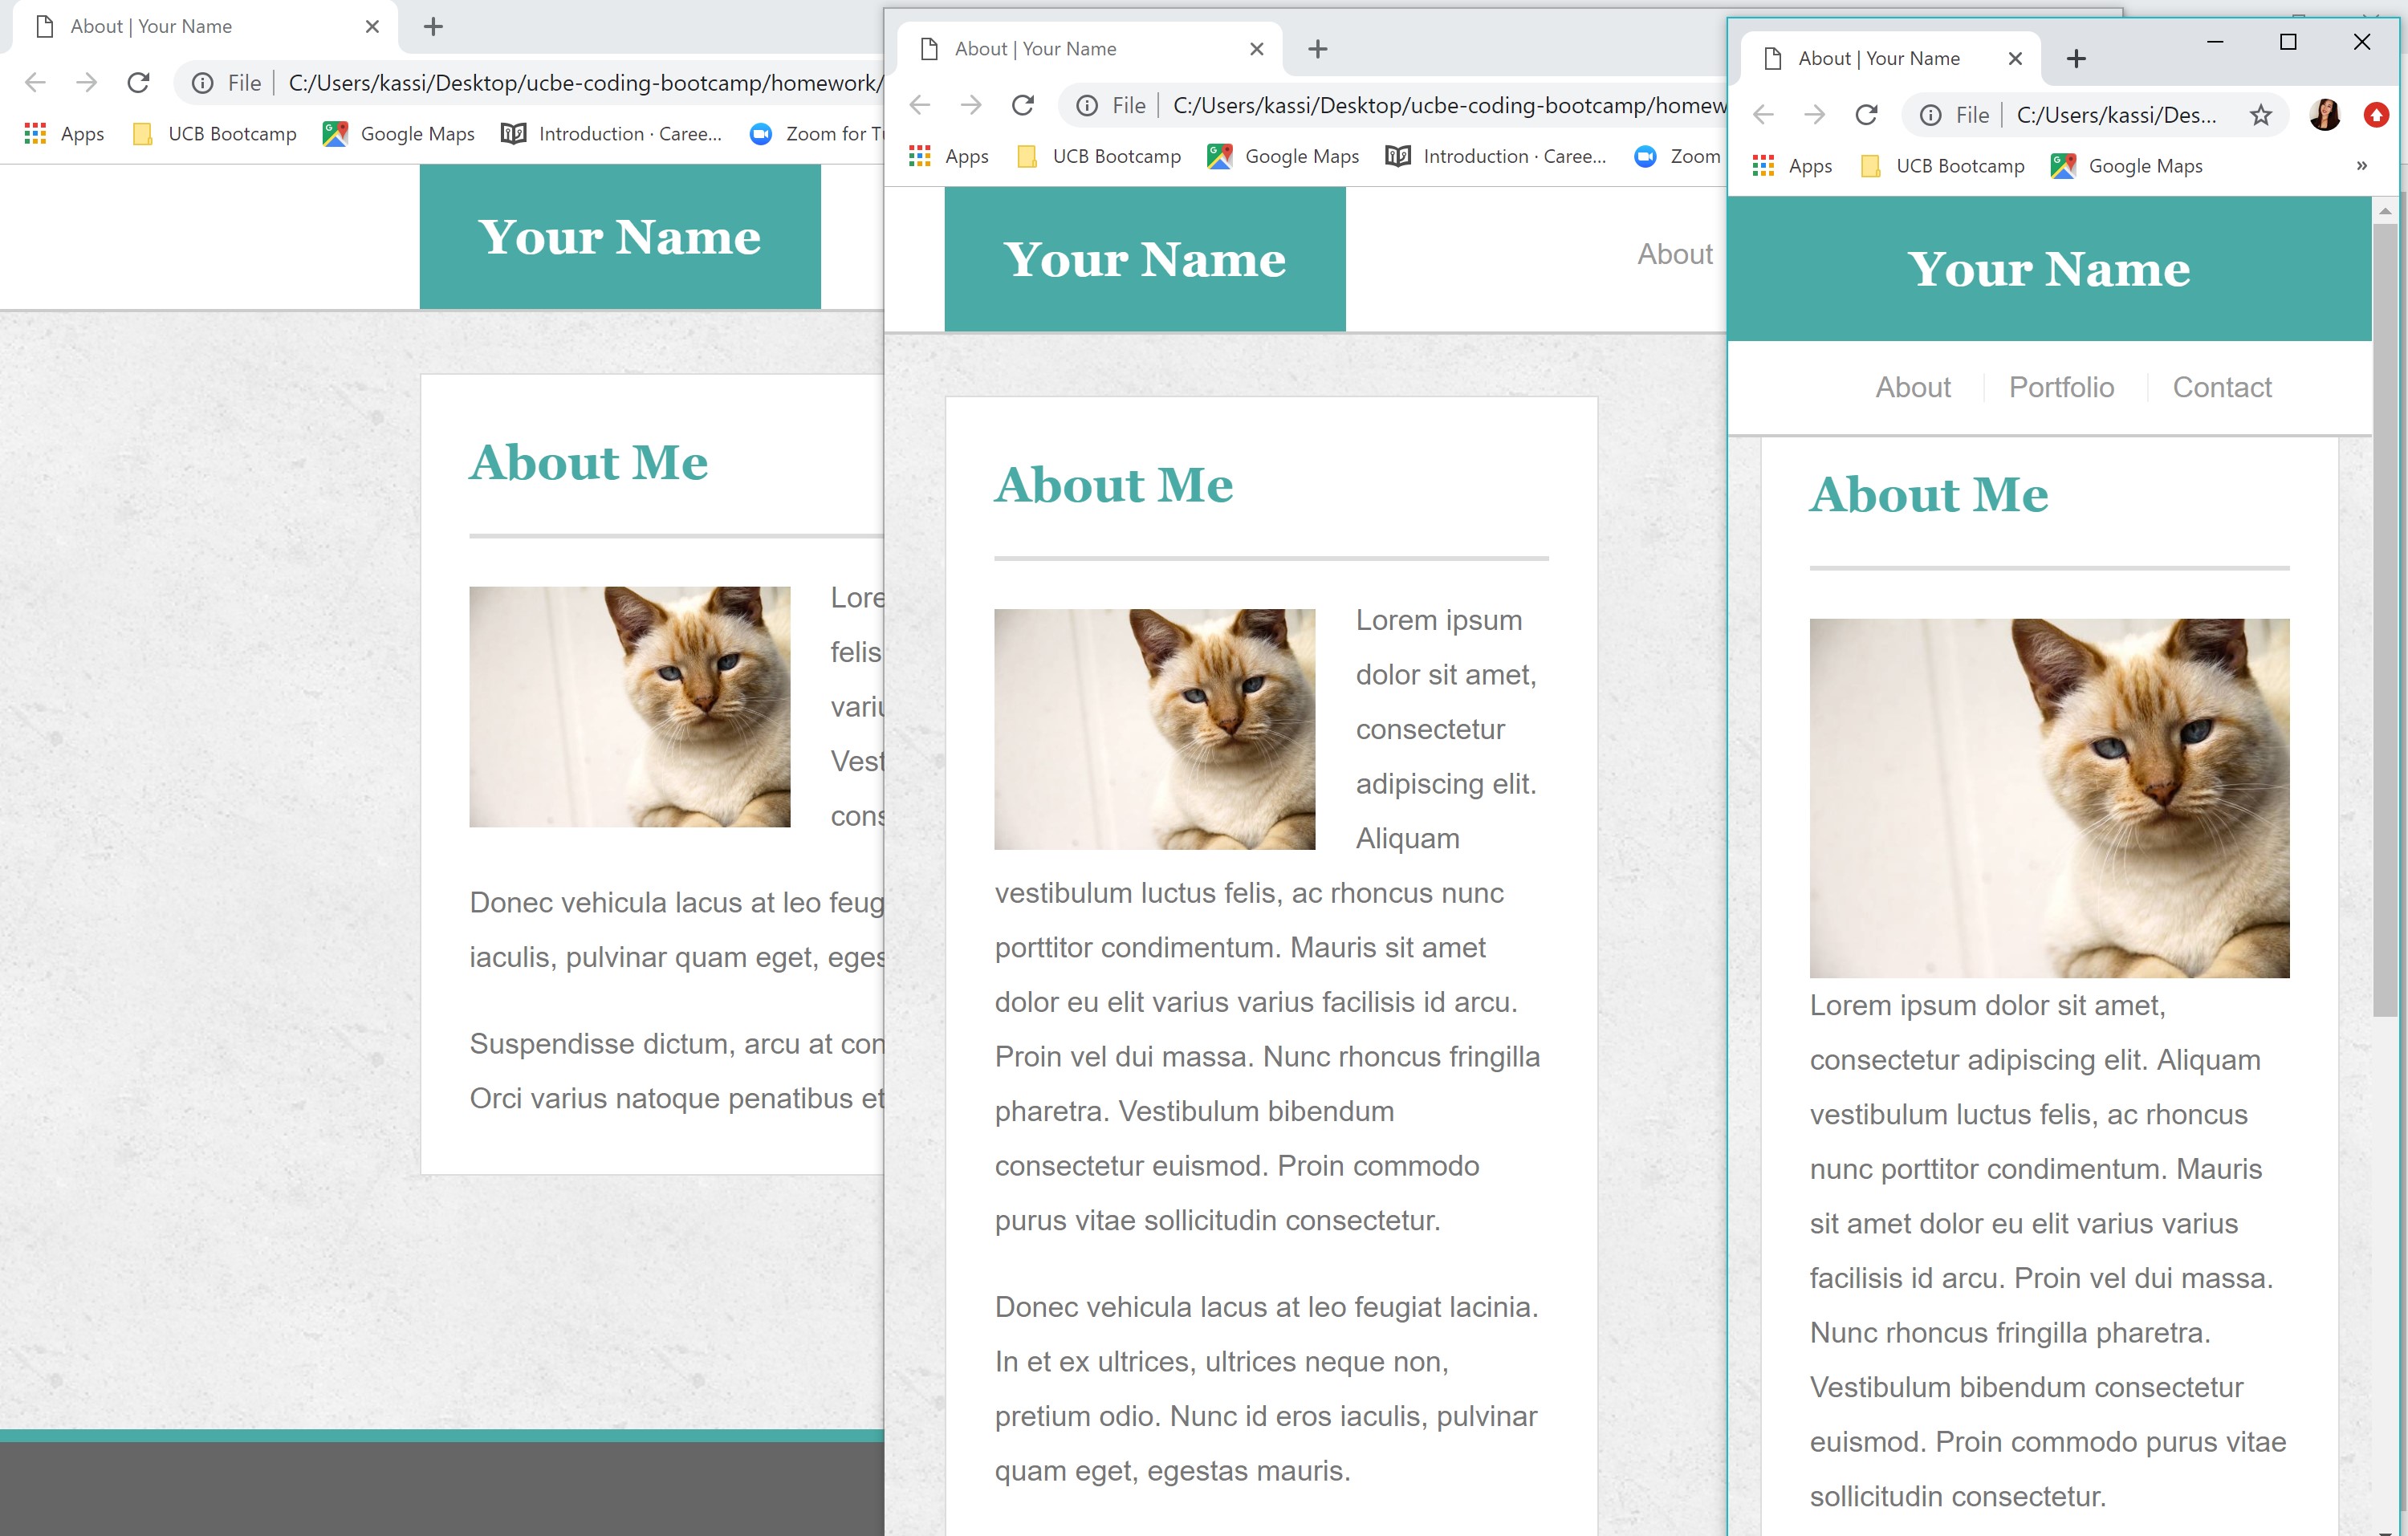 About | Your Name
File | C:/Users/kassi/Desktop/ucbe-coding-bootcamp/homework/
Apps UCB Bootcamp Google Maps Introduction · Caree... Zoom for
Your Name
About Me
felis
Donec vehicula lacus at leo
iaculis, pulvinar quam eget,
Suspendisse dictum, arcu at
Orci varius natoque penatibus et
About | Your Name
File | C:/Users/kassi/Desktop/ucbe-coding-bootcamp/
Apps UCB Bootcamp Google Maps Introduction · Caree... Zoom
Your Name
About
About Me
Lorem ipsum
dolor sit amet,
consectetur
adipiscing elit.
Aliquam
vestibulum luctus felis, ac rhoncus nunc
porttitor condimentum. Mauris sit amet
dolor eu elit varius varius facilisis id arcu.
Proin vel dui massa. Nunc rhoncus fringilla
pharetra. Vestibulum bibendum
consectetur euismod. Proin commodo
purus vitae sollicitudin consectetur.
Donec vehicula lacus at leo feugiat lacinia.
In et ex ultrices, ultrices neque non,
pretium odio. Nunc id eros iaculis, pulvinar
quam eget, egestas mauris.
About | Your Name
File | C:/Users/kassi/Des...
Apps UCB Bootcamp Google Maps »
Your Name
About Portfolio Contact
About Me
Lorem ipsum dolor sit amet,
consectetur adipiscing elit. Aliquam
vestibulum luctus felis, ac rhoncus
nunc porttitor condimentum. Mauris
sit amet dolor eu elit varius varius
facilisis id arcu. Proin vel dui massa.
Nunc rhoncus fringilla pharetra.
Vestibulum bibendum consectetur
euismod. Proin commodo purus vitae
sollicitudin consectetur.